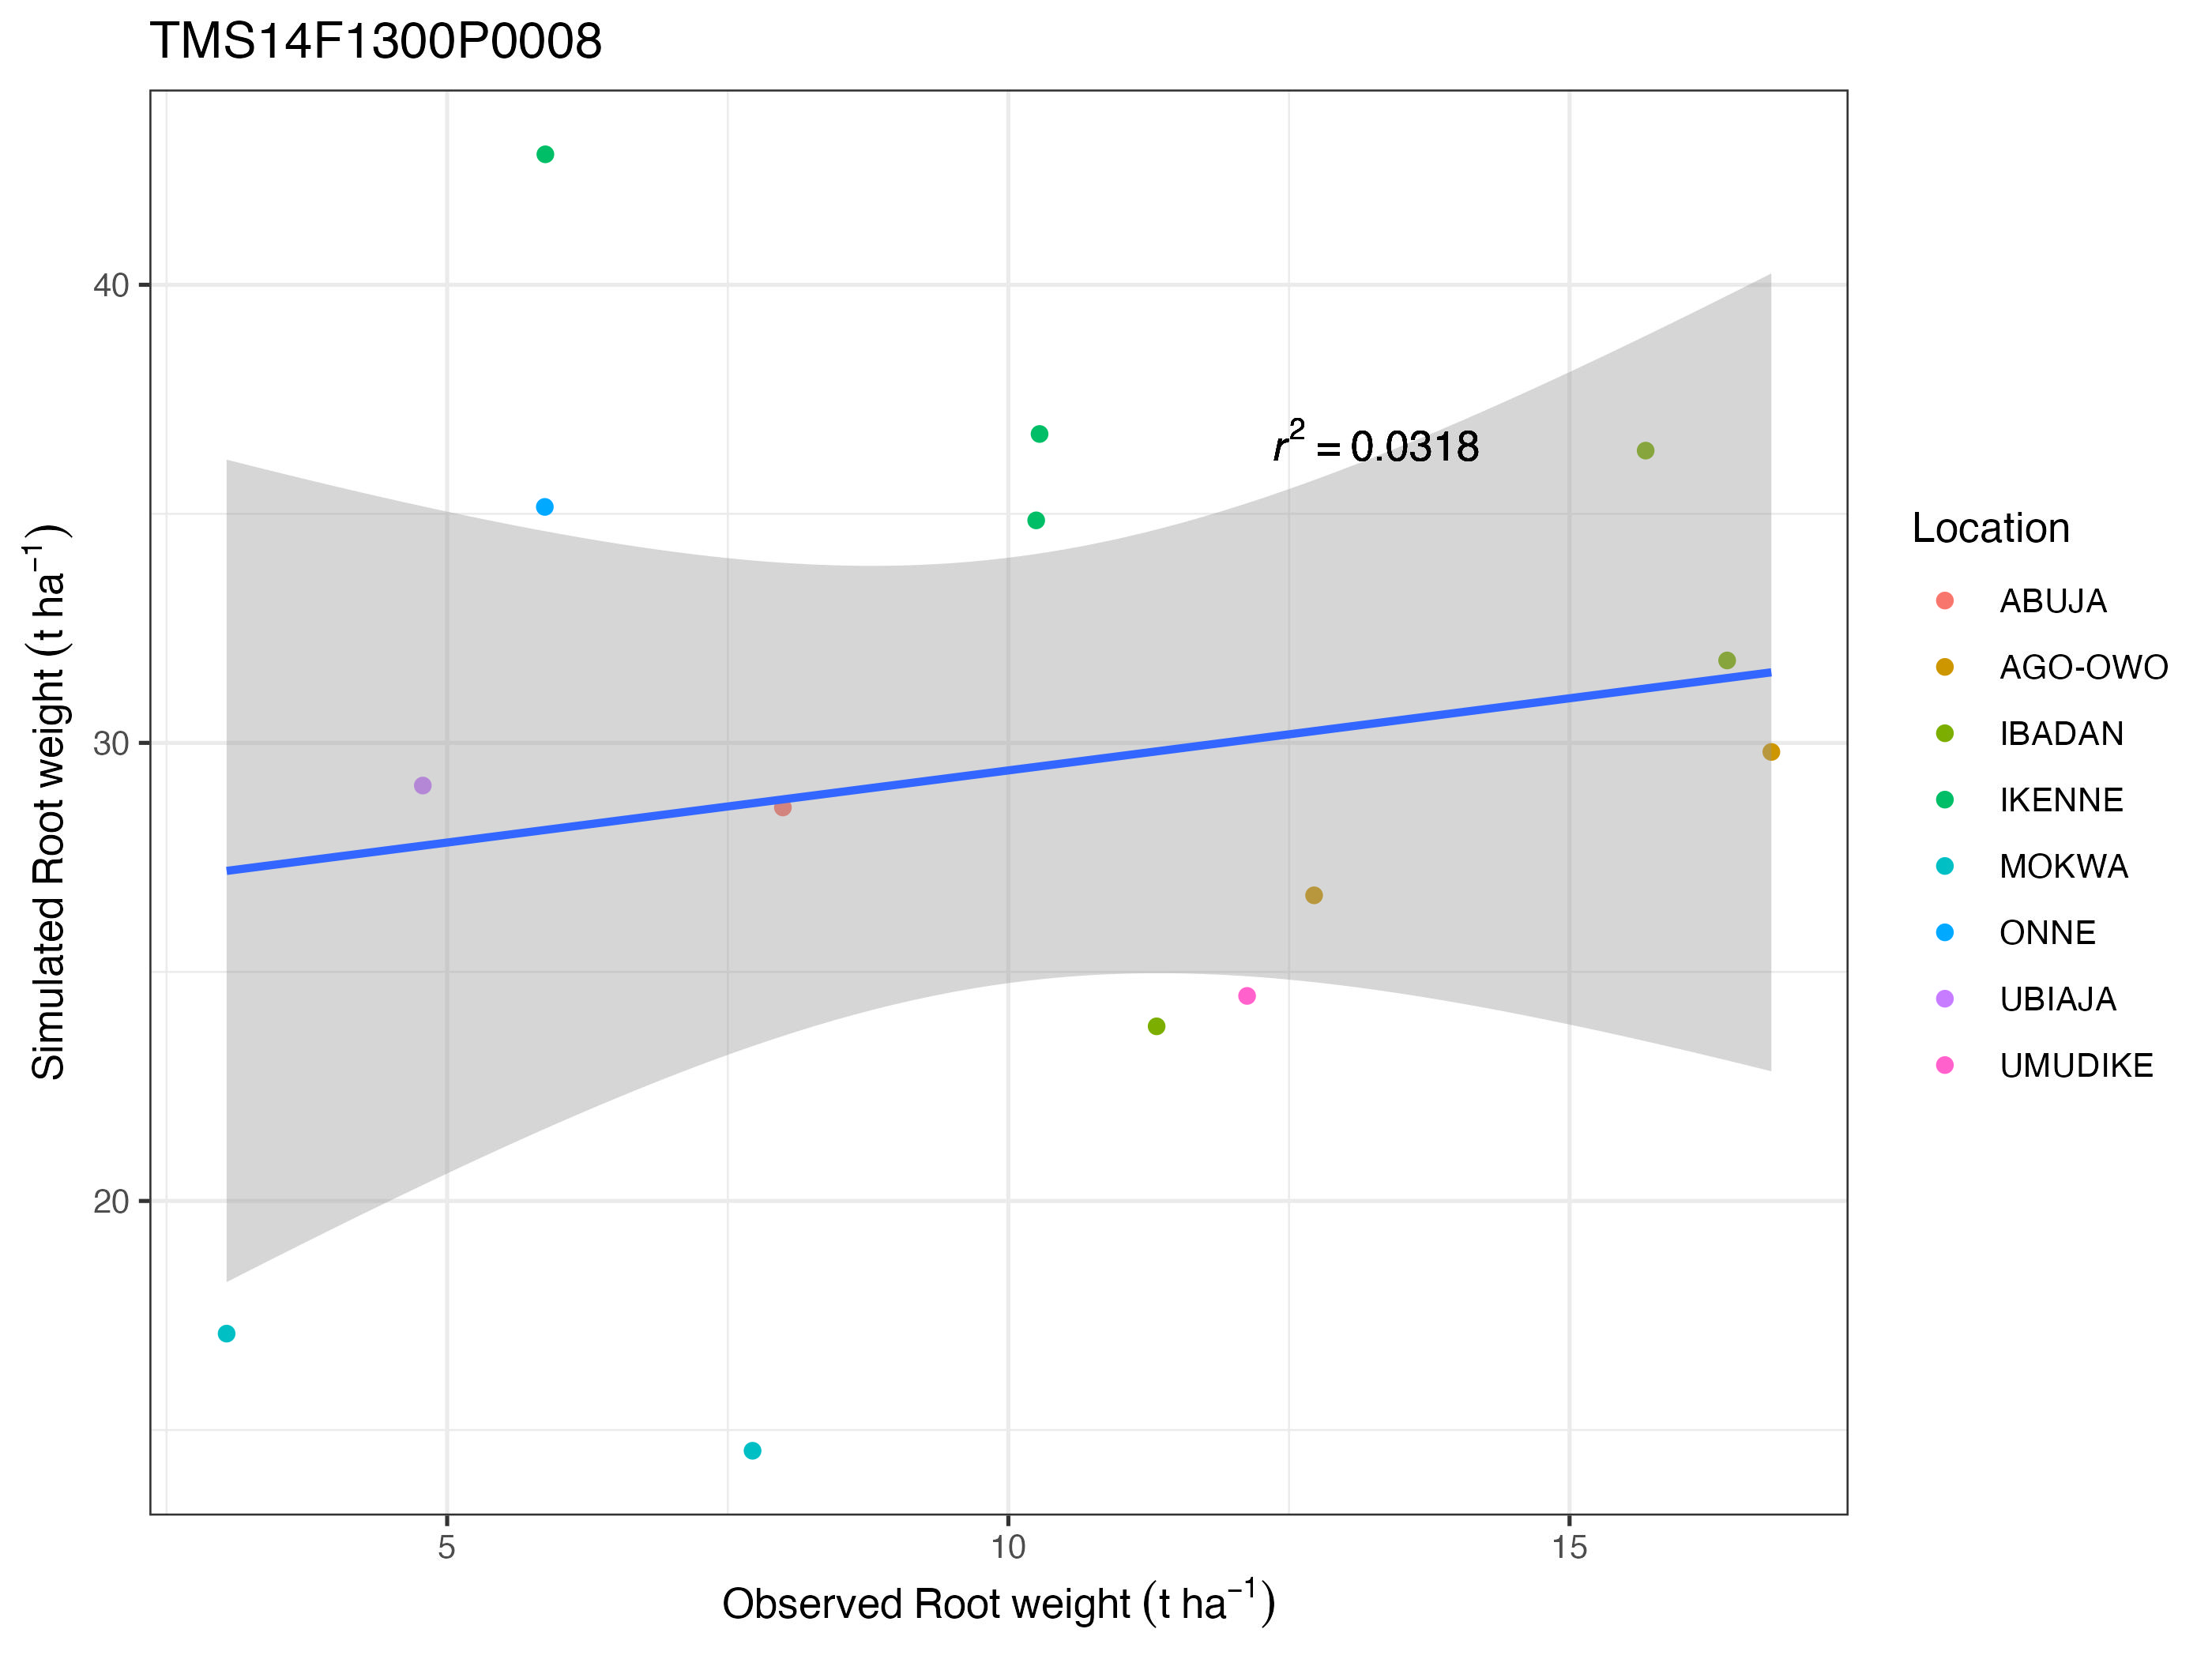 TMS14F1300P0008
40
30
20
Simulated Root weight (t ha⁻¹)
r² = 0.0318
5
10
15
Observed Root weight (t ha⁻¹)
Location
ABUJA
AGO-OWO
IBADAN
IKENNE
MOKWA
ONNE
UBIAJA
UMUDIKE